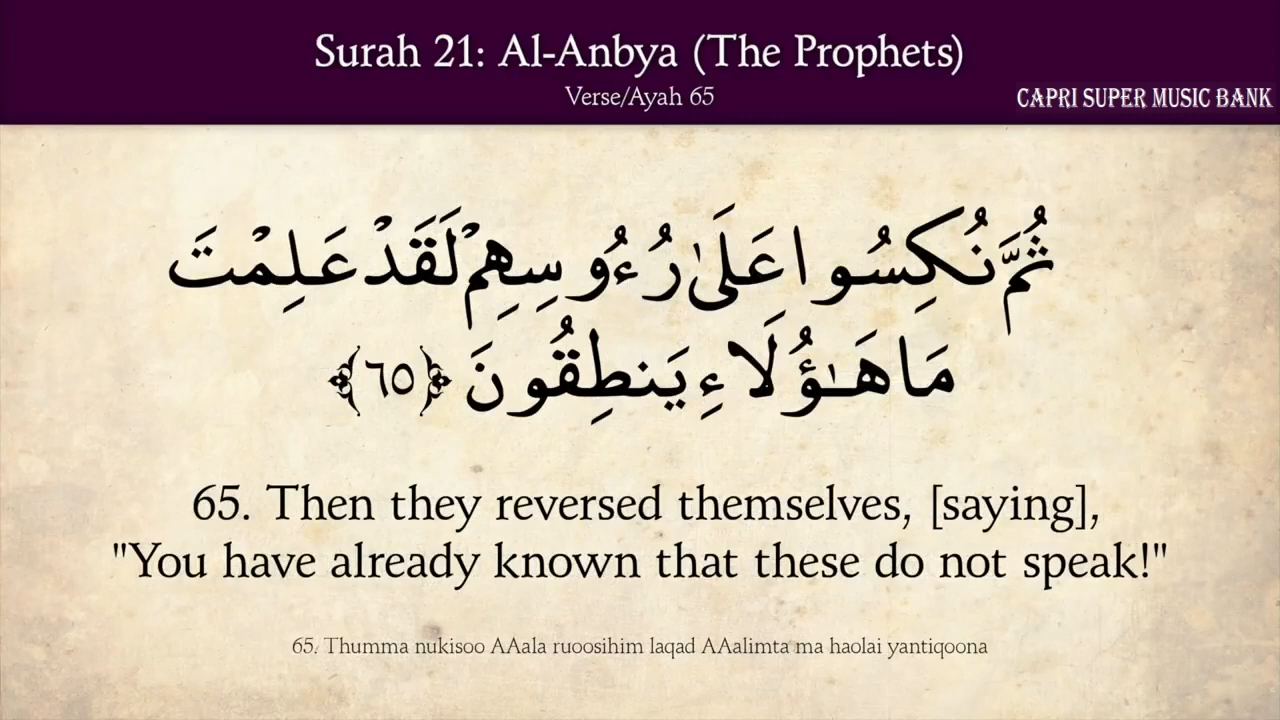 Surah 21: Al-Anbya (The Prophets)
Verse/Ayah 65
CAPRI SUPER MUSIC BANK
ثُمَّ نُكِسُوا عَلَىٰ رُءُوسِهِمْ لَقَدْ عَلِمْتَ
مَا هَـٰؤُلَاءِ يَنطِقُونَ ﴿٦٥﴾
65. Then they reversed themselves, [saying],
"You have already known that these do not speak!"
65. Thumma nukisoo AAala ruoosihim laqad AAalimta ma haolai yantiqoona